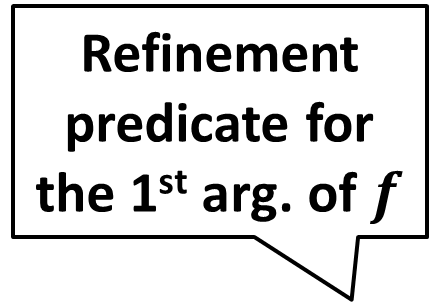 Refinement
predicate for
the 1st arg. of f